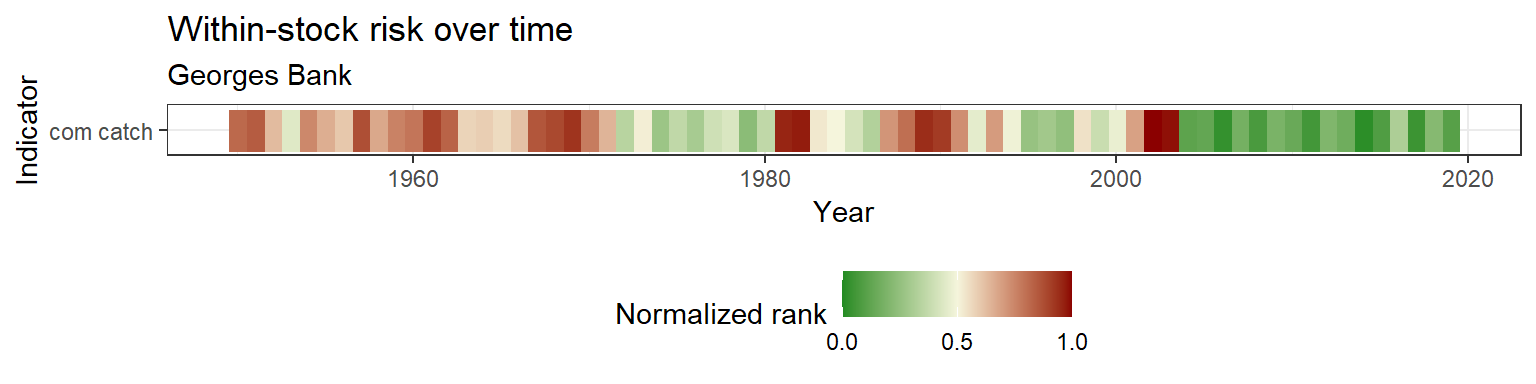 Within-stock risk over time
Georges Bank
Indicator
com catch
1960 1980 2000 2020
Year
Normalized rank
0.0 0.5 1.0